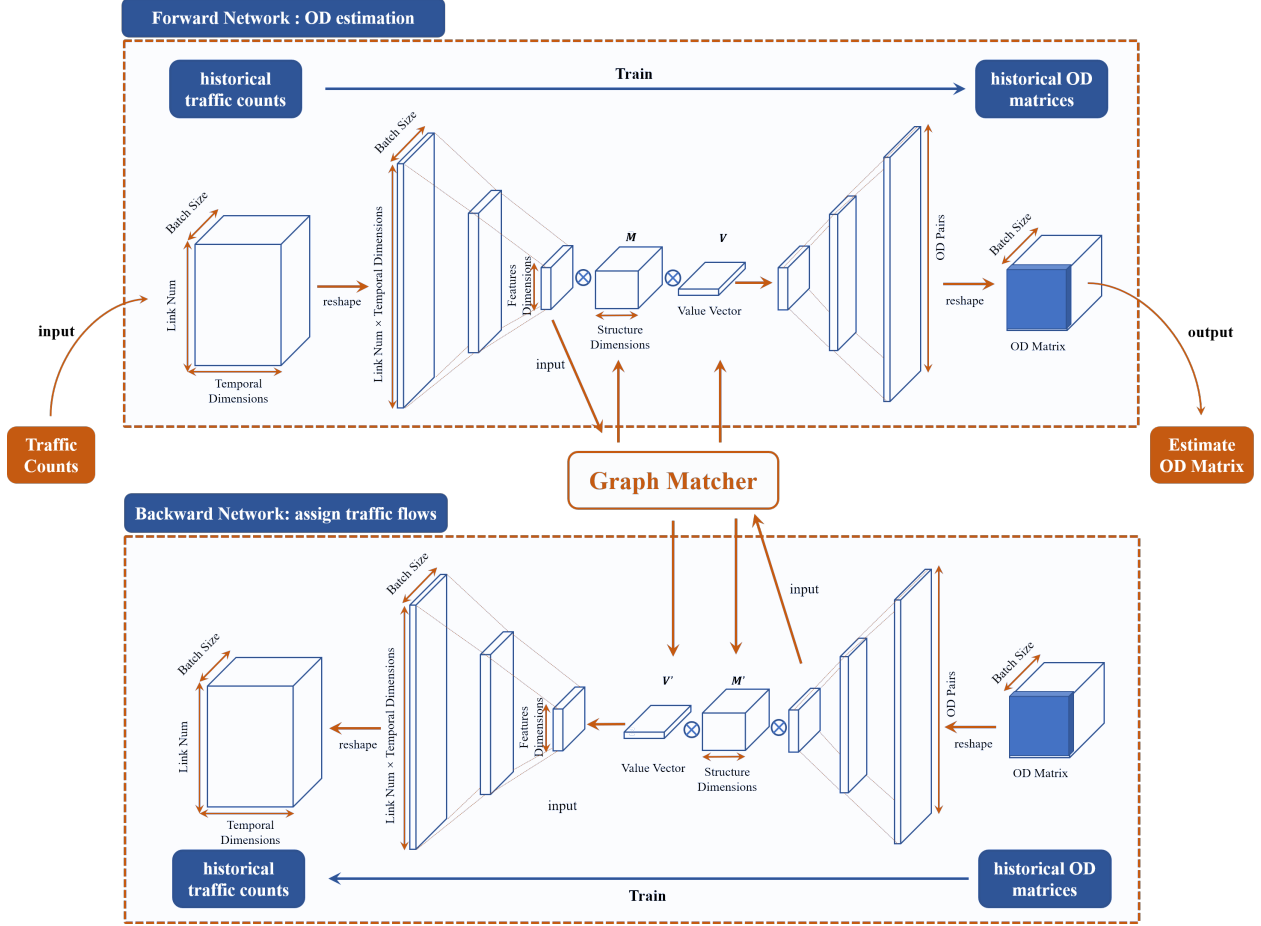 Forward Network : OD estimation
historical
traffic counts
Train
historical OD
matrices
Batch Size
Link Num
Temporal
Dimensions
reshape
Batch Size
Link Num × Temporal Dimensions
Features
Dimensions
M
Structure
Dimensions
V
Value Vector
OD Pairs
reshape
Batch Size
OD Matrix
input
input
output
Traffic
Counts
Estimate
OD Matrix
Graph Matcher
Backward Network: assign traffic flows
Batch Size
Link Num
Temporal
Dimensions
reshape
Batch Size
Link Num × Temporal Dimensions
Features
Dimensions
input
V'
Value Vector
M'
Structure
Dimensions
input
OD Pairs
reshape
Batch Size
OD Matrix
historical
traffic counts
Train
historical OD
matrices